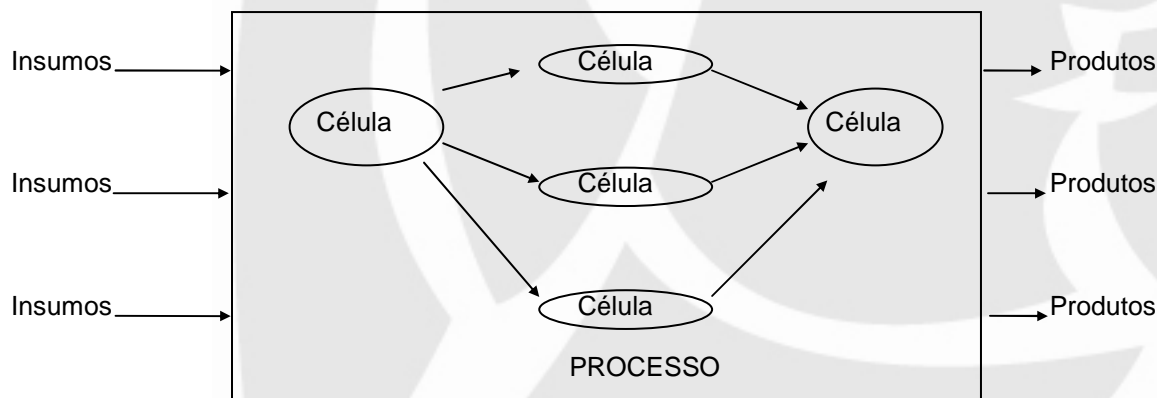 Insumos
Célula
Produtos
Célula
Célula
Insumos
Célula
Produtos
Insumos
Célula
Produtos
PROCESSO